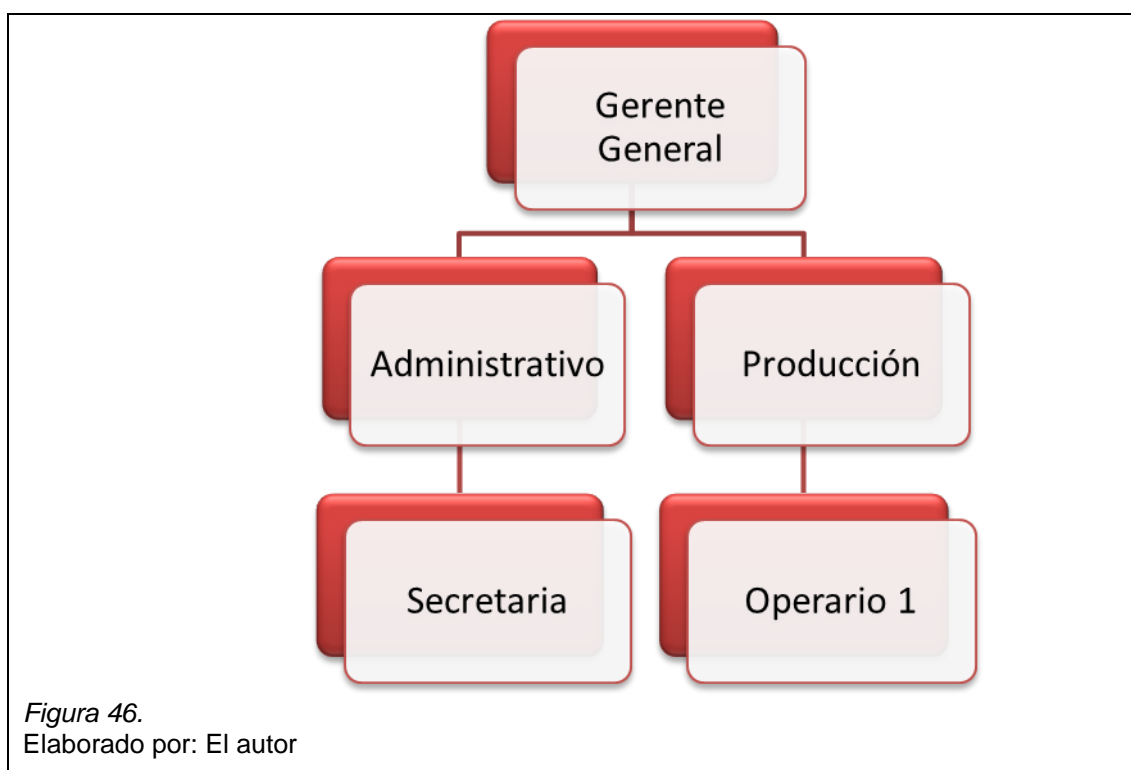 Gerente
General
Administrativo
Producción
Secretaria
Operario 1
Figura 46.
Elaborado por: El autor